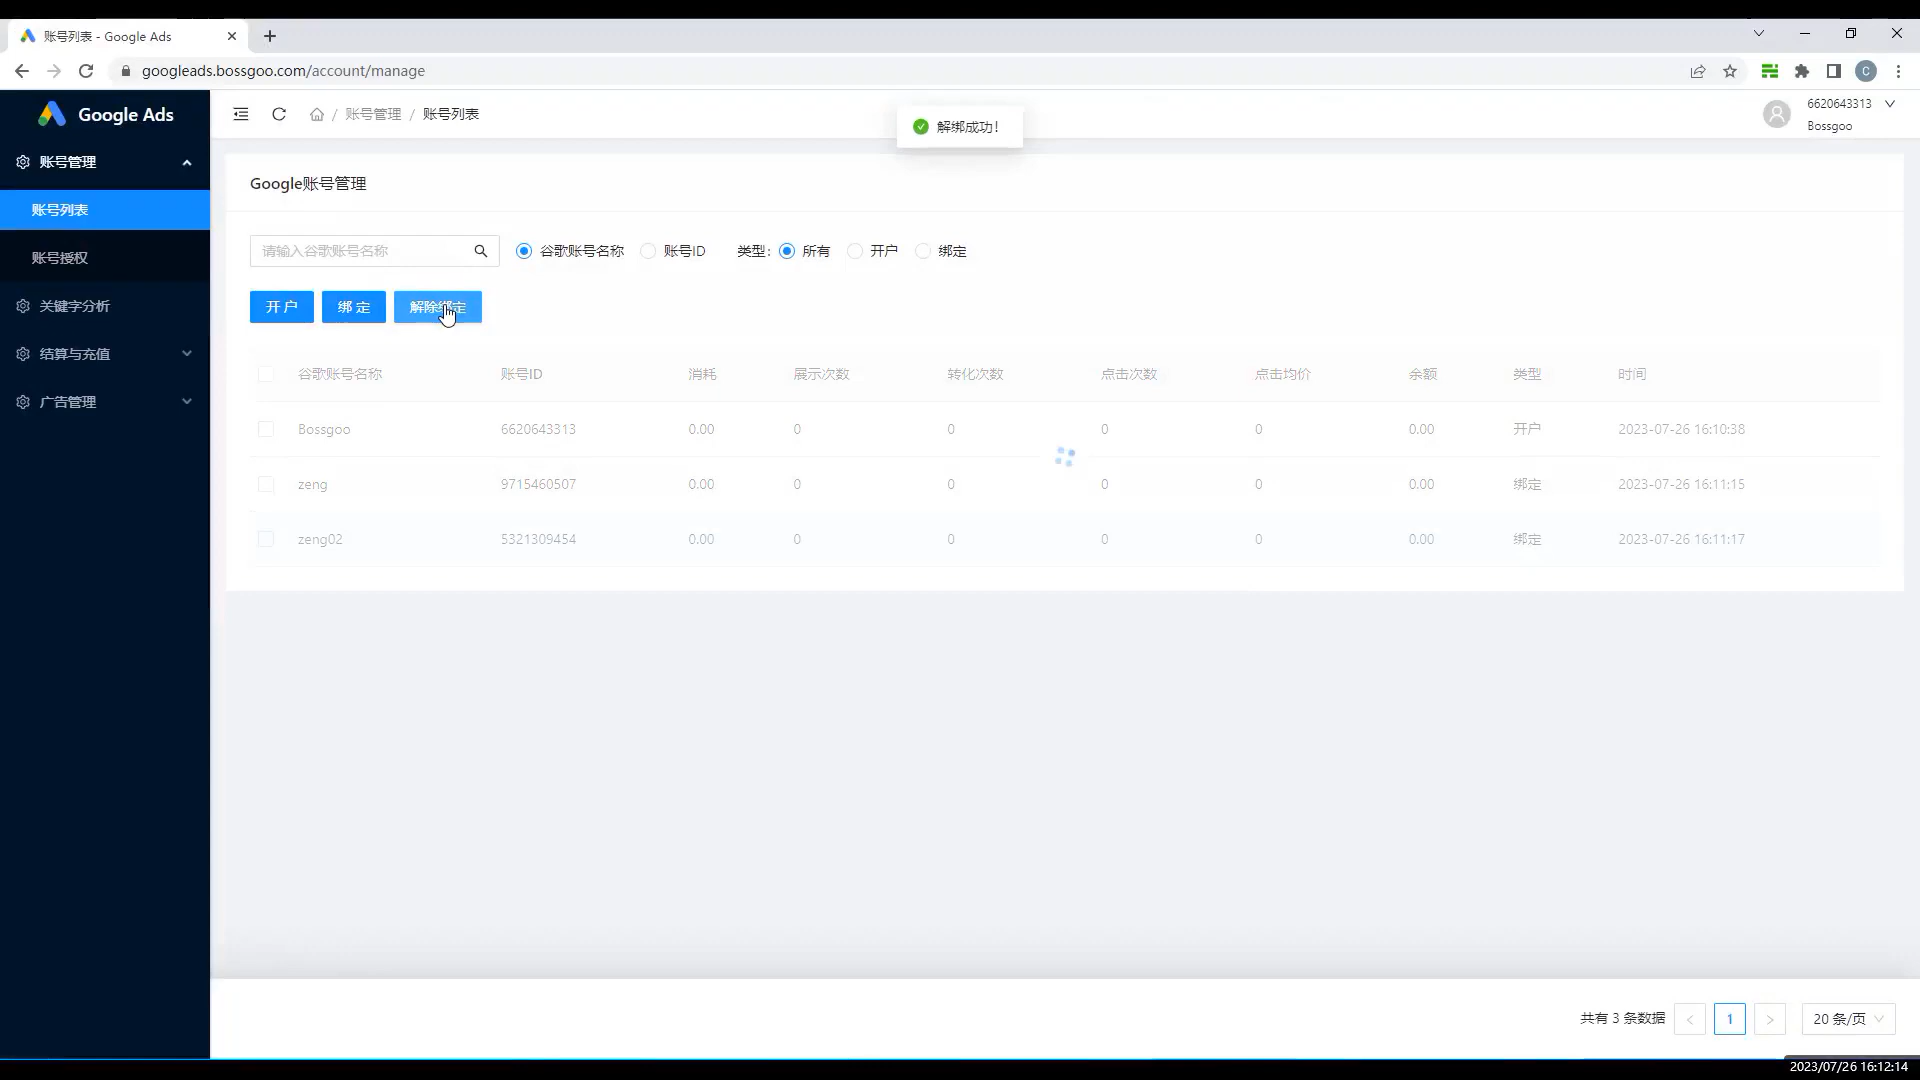 账号列表 - Google Ads
googleads.bossgoo.com/account/manage
C
Google Ads
账号管理 / 账号列表
解绑成功!
6620643313
Bossgoo
账号管理
账号列表
账号授权
关键字分析
结算与充值
广告管理
Google账号管理
请输入谷歌账号名称 谷歌账号名称 账号ID 类型: 所有 开户 绑定
开 户 绑 定 解除绑定
谷歌账号名称 账号ID 消耗 展示次数 转化次数 点击次数 点击均价 余额 类型 时间
Bossgoo 6620643313 0.00 0 0 0 0 0.00 开户 2023-07-26 16:10:38
zeng 9715460507 0.00 0 0 0 0 0.00 绑定 2023-07-26 16:11:15
zeng02 5321309454 0.00 0 0 0 0 0.00 绑定 2023-07-26 16:11:17
共有 3 条数据 < 1 > 20 条/页
2023/07/26 16:12:14